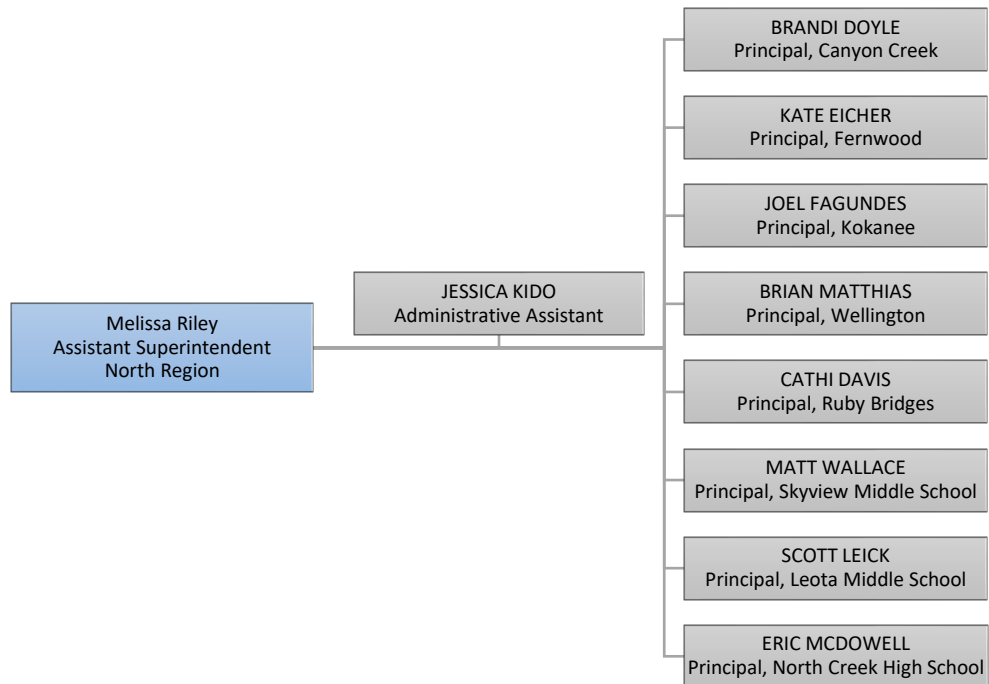 BRANDI DOYLE
Principal, Canyon Creek
KATE EICHER
Principal, Fernwood
JOEL FAGUNDES
Principal, Kokanee
JESSICA KIDO
Administrative Assistant
BRIAN MATTHIAS
Principal, Wellington
Melissa Riley
Assistant Superintendent
North Region
CATHI DAVIS
Principal, Ruby Bridges
MATT WALLACE
Principal, Skyview Middle School
SCOTT LEICK
Principal, Leota Middle School
ERIC MCDOWELL
Principal, North Creek High School